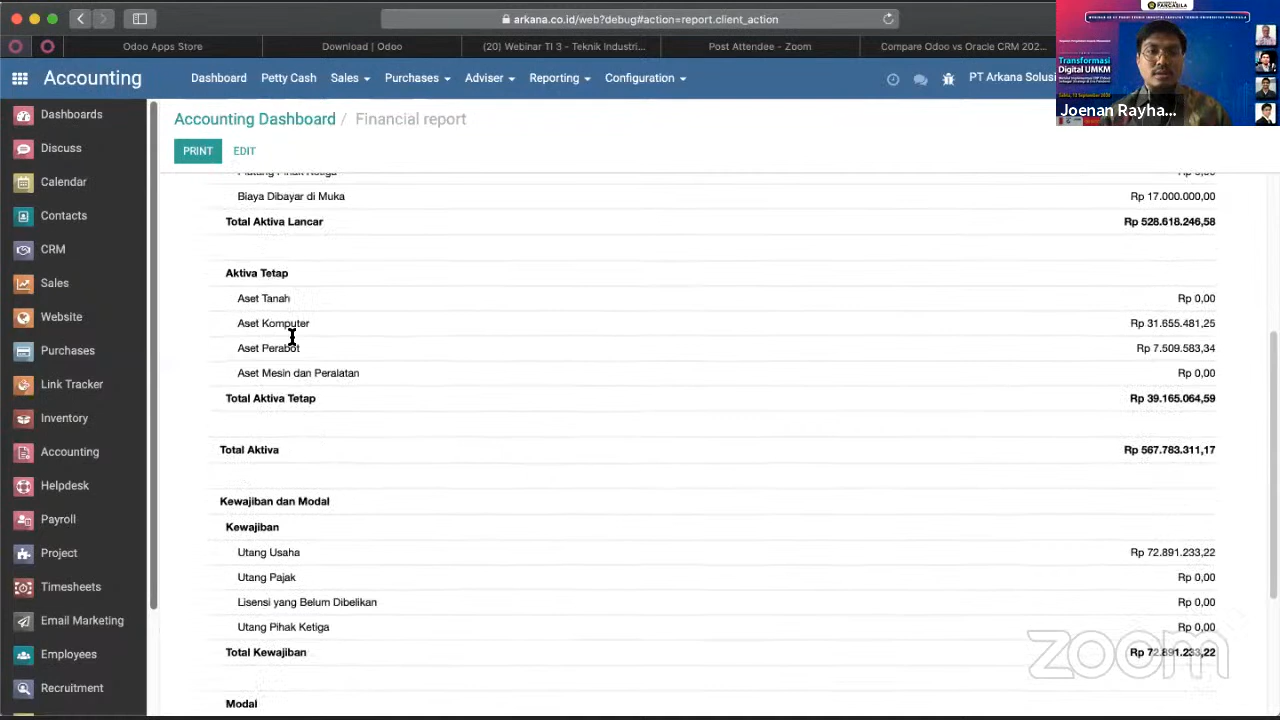 arkana.co.id/web?debug#action=report.client_action
Odoo Apps Store
Download | Odoo
(20) Webinar TI 3 - Teknik Industri...
Post Attendee - Zoom
Compare Odoo vs Oracle CRM 202...
Accounting
Dashboard
Petty Cash
Sales
Purchases
Adviser
Reporting
Configuration
PT Arkana Solusi
PANCASILA
Transformasi
Digital UMKM
Joenan Rayha...
Accounting Dashboard / Financial report
PRINT
EDIT
Dashboards
Discuss
Calendar
Contacts
CRM
Sales
Website
Purchases
Link Tracker
Inventory
Accounting
Helpdesk
Payroll
Project
Timesheets
Email Marketing
Employees
Recruitment
Piutang Pihak Ketiga Rp 0,00
Biaya Dibayar di Muka Rp 17.000.000,00
Total Aktiva Lancar Rp 528.618.246,58
Aktiva Tetap
Aset Tanah Rp 0,00
Aset Komputer Rp 31.655.481,25
Aset Perabot Rp 7.509.583,34
Aset Mesin dan Peralatan Rp 0,00
Total Aktiva Tetap Rp 39.165.064,59
Total Aktiva Rp 567.783.311,17
Kewajiban dan Modal
Kewajiban
Utang Usaha Rp 72.891.233,22
Utang Pajak Rp 0,00
Lisensi yang Belum Dibelikan Rp 0,00
Utang Pihak Ketiga Rp 0,00
Total Kewajiban Rp 72.891.233,22
Modal
zoom